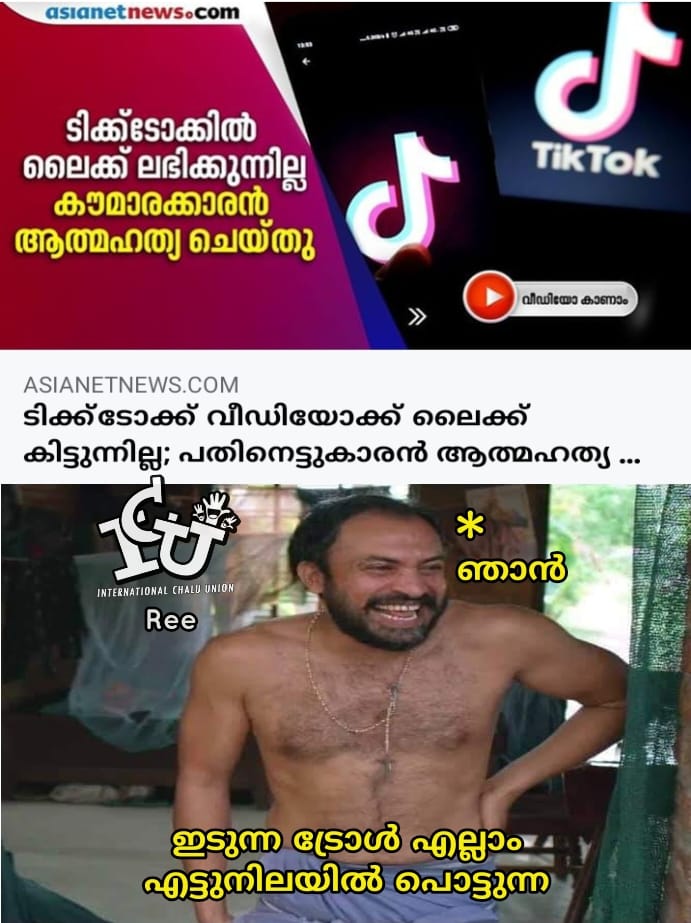 asianetnews.com
ടിക്ക്ടോക്കിൽ
ലൈക്ക് ലഭിക്കുന്നില്ല
കൗമാരക്കാരൻ
ആത്മഹത്യ ചെയ്തു
TikTok
വീഡിയോ കാണാം
ASIANETNEWS.COM
ടിക്ക്ടോക്ക് വീഡിയോക്ക് ലൈക്ക്
കിട്ടുന്നില്ല; പതിനെട്ടുകാരൻ ആത്മഹത്യ ...
ICU
INTERNATIONAL CHALU UNION
Ree
*
ഞാൻ
ഇടുന്ന ട്രോൾ എല്ലാം
എട്ടുനിലയിൽ പൊട്ടുന്ന